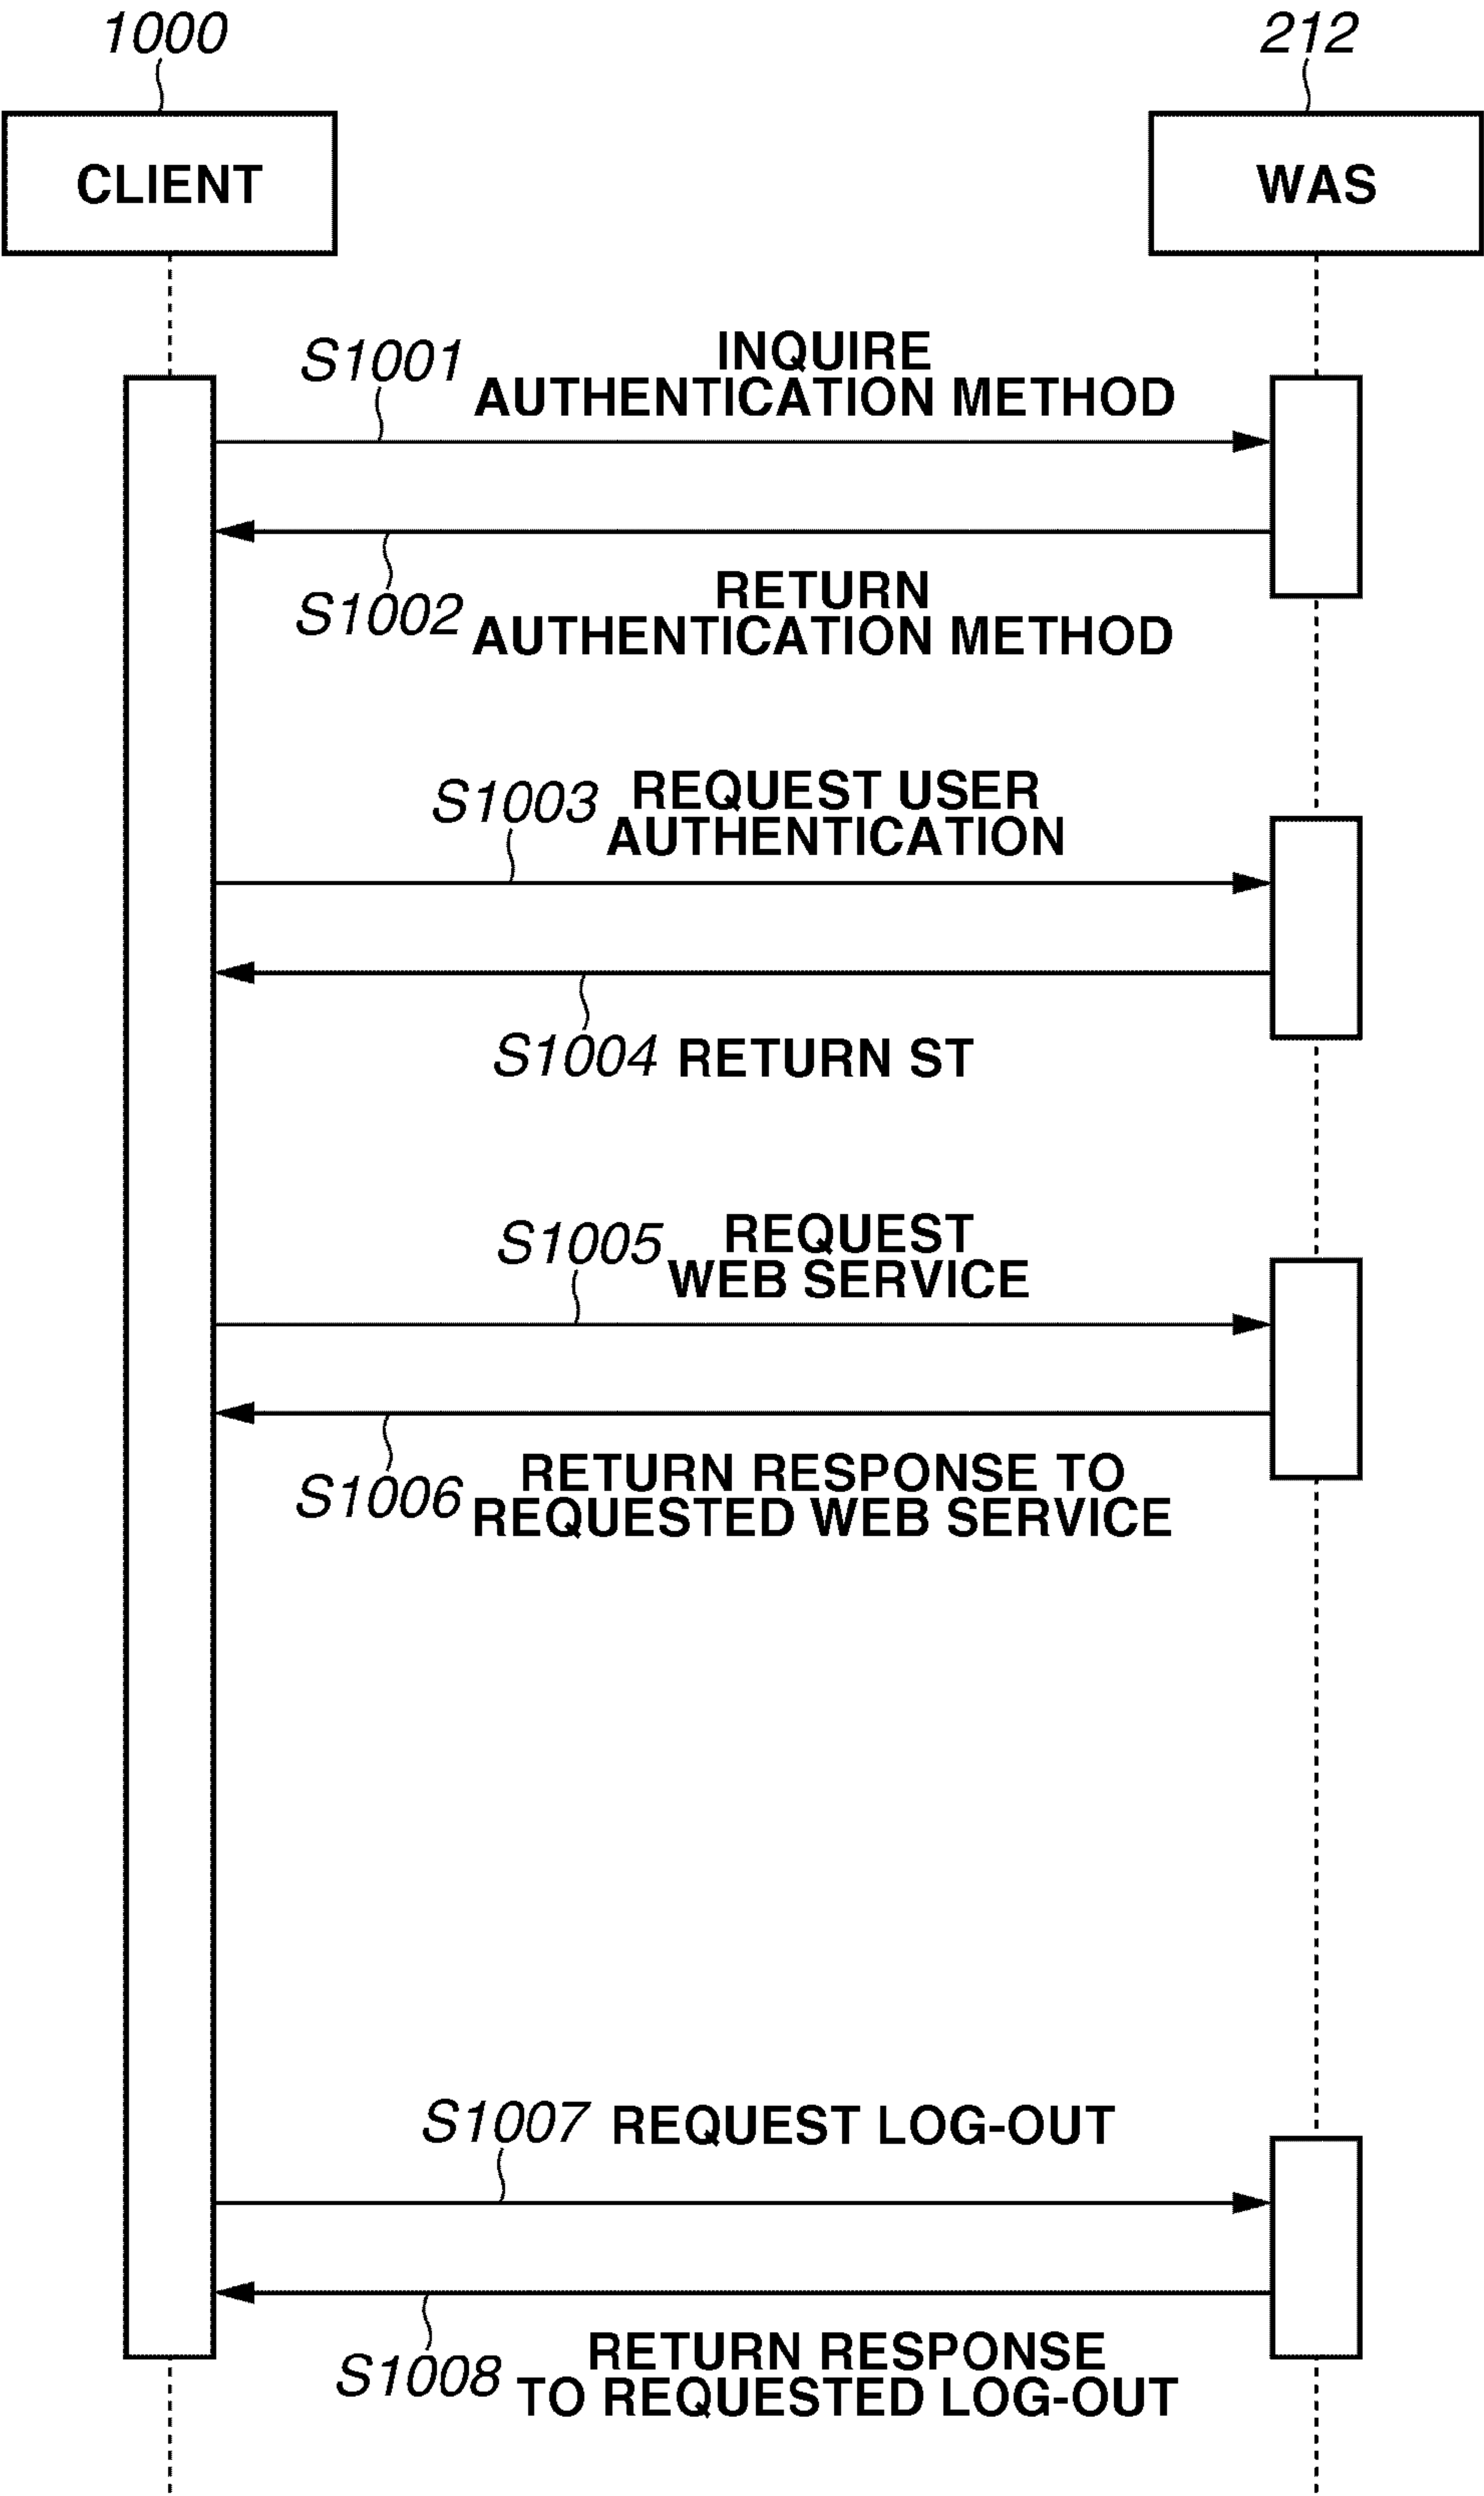 1000
212
CLIENT
WAS
S1001
INQUIRE
AUTHENTICATION METHOD
S1002
RETURN
AUTHENTICATION METHOD
S1003
REQUEST USER
AUTHENTICATION
S1004 RETURN ST
S1005
REQUEST
WEB SERVICE
S1006
RETURN RESPONSE TO
REQUESTED WEB SERVICE
S1007 REQUEST LOG-OUT
S1008
RETURN RESPONSE
TO REQUESTED LOG-OUT